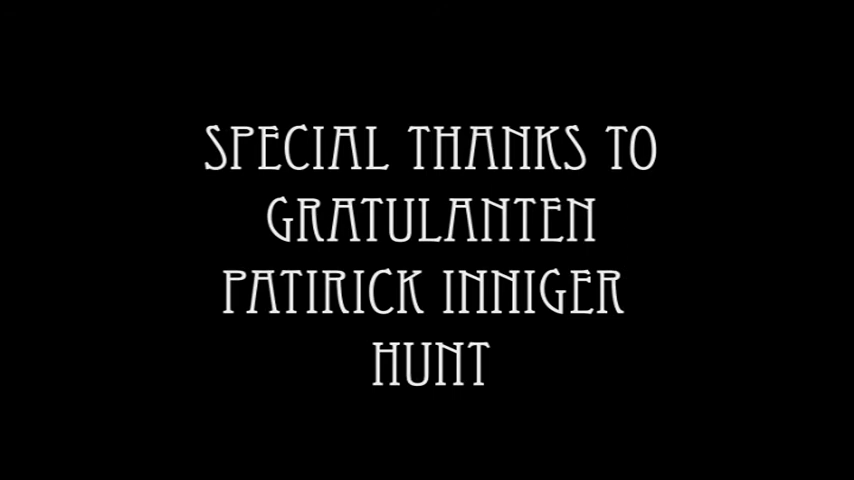 SPECIAL THANKS TO
GRATULANTEN
PATIRICK INNIGER
HUNT